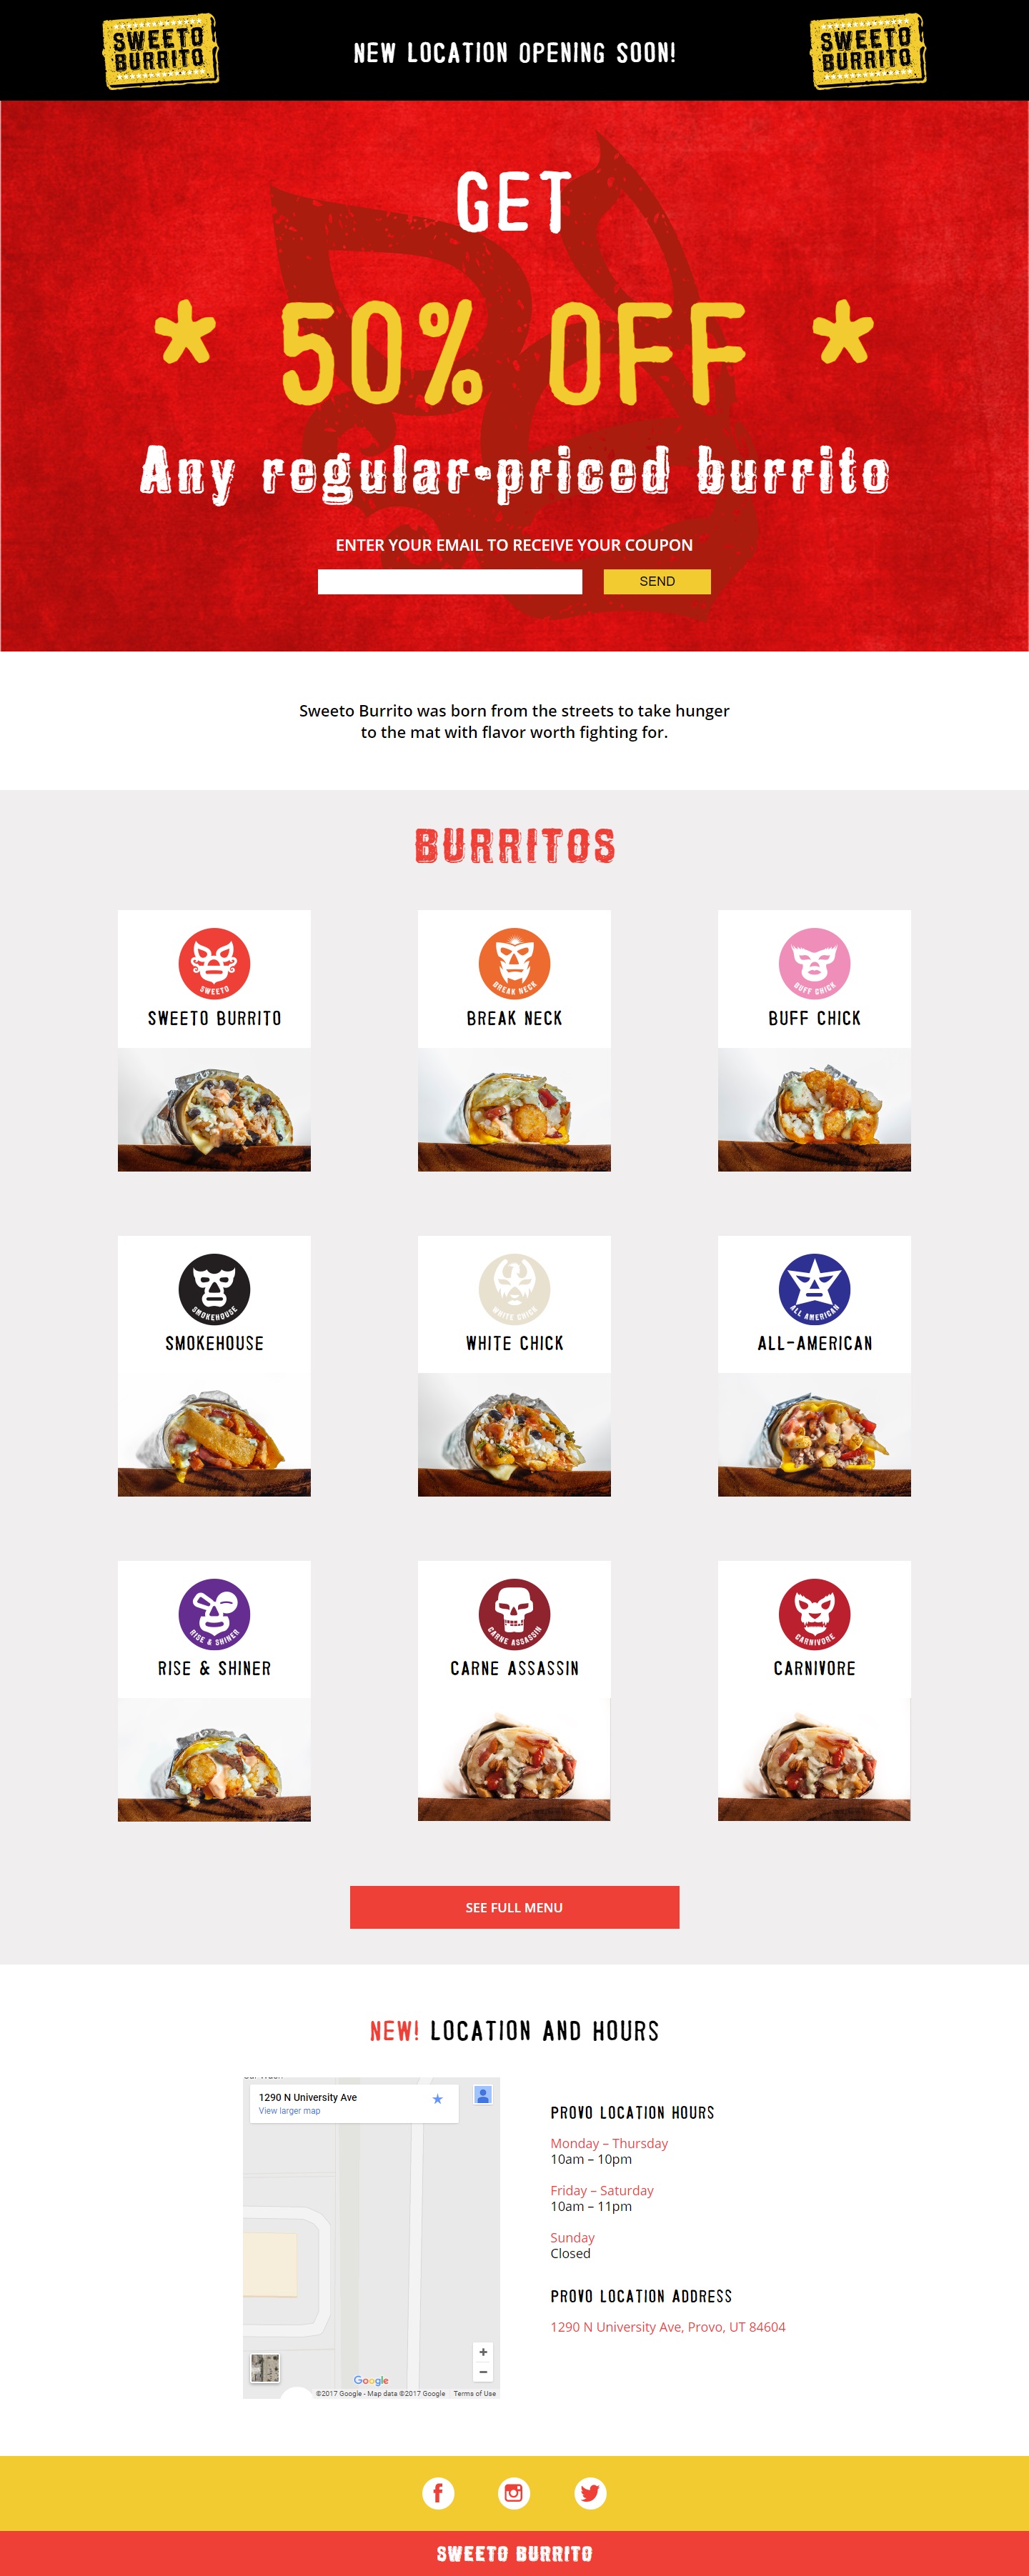 SWEETO
BURRITO
NEW LOCATION OPENING SOON!
SWEETO
BURRITO
GET
* 50% OFF *
Any regular-priced burrito
ENTER YOUR EMAIL TO RECEIVE YOUR COUPON
SEND
Sweeto Burrito was born from the streets to take hunger
to the mat with flavor worth fighting for.
BURRITOS
SWEETO
BREAK NECK
BUFF CHICK
SWEETO BURRITO
BREAK NECK
BUFF CHICK
SMOKEHOUSE
WHITE CHICK
ALL AMERICAN
SMOKEHOUSE
WHITE CHICK
ALL-AMERICAN
RISE & SHINER
CARNE ASSASSIN
CARNIVORE
RISE & SHINER
CARNE ASSASSIN
CARNIVORE
SEE FULL MENU
NEW! LOCATION AND HOURS
1290 N University Ave
View larger map
Google
©2017 Google - Map data ©2017 Google Terms of Use
PROVO LOCATION HOURS
Monday – Thursday
10am – 10pm
Friday – Saturday
10am – 11pm
Sunday
Closed
PROVO LOCATION ADDRESS
1290 N University Ave, Provo, UT 84604
SWEETO BURRITO